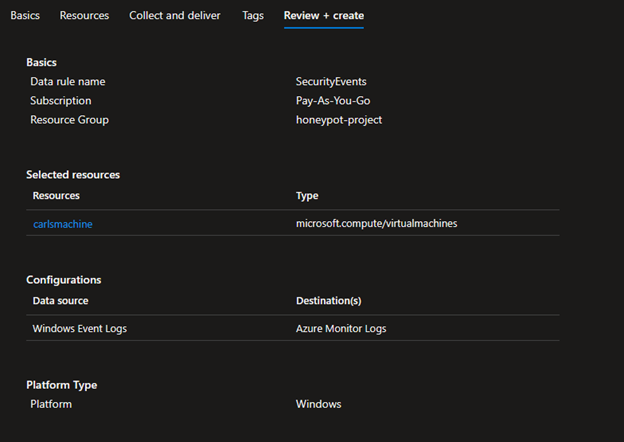 Basics Resources Collect and deliver Tags Review + create
Basics
Data rule name SecurityEvents
Subscription Pay-As-You-Go
Resource Group honeypot-project
Selected resources
Resources Type
carlsmachine microsoft.compute/virtualmachines
Configurations
Data source Destination(s)
Windows Event Logs Azure Monitor Logs
Platform Type
Platform Windows